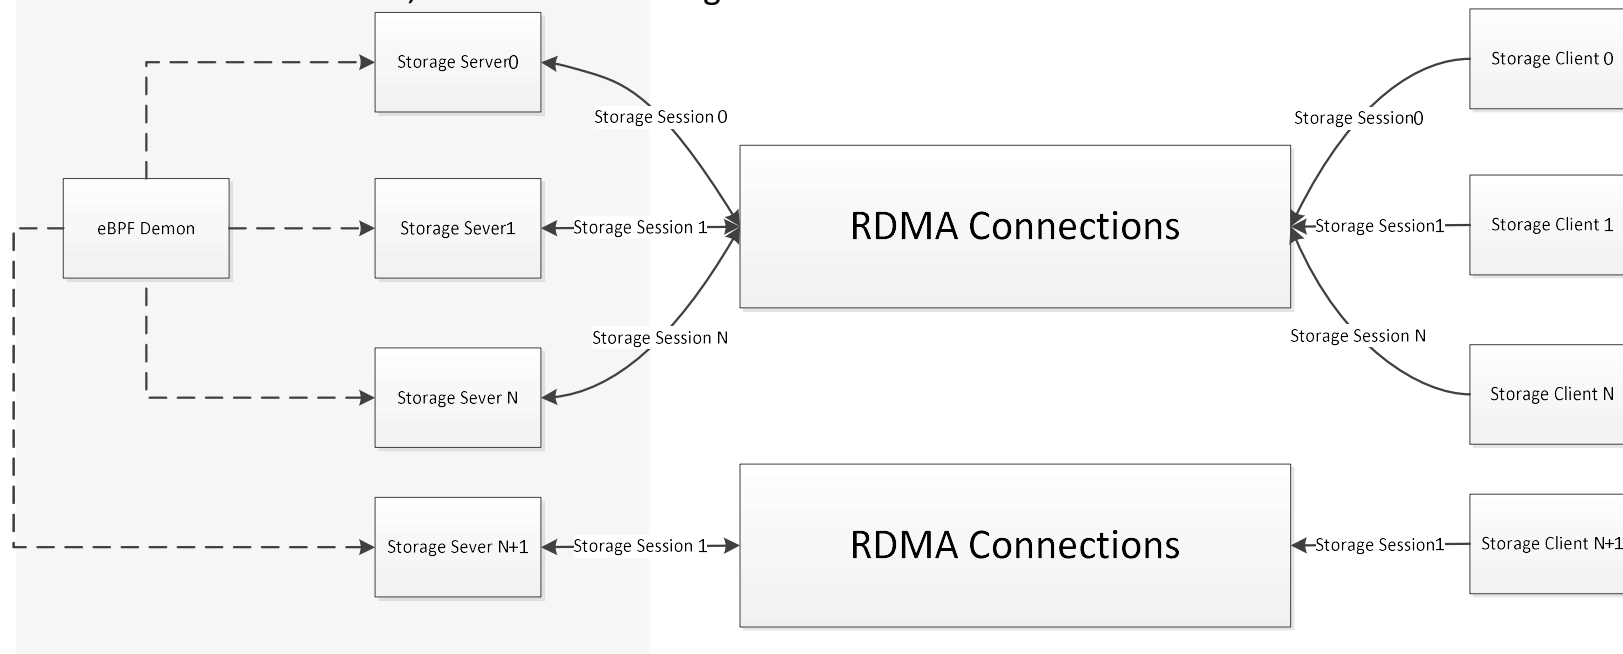 Storage Server0
Storage Client 0
Storage Session 0
Storage Session0
eBPF Demon
Storage Sever1
Storage Session 1
RDMA Connections
Storage Session1
Storage Client 1
Storage Session N
Storage Session N
Storage Sever N
Storage Client N
Storage Sever N+1
Storage Session 1
RDMA Connections
Storage Session1
Storage Client N+1